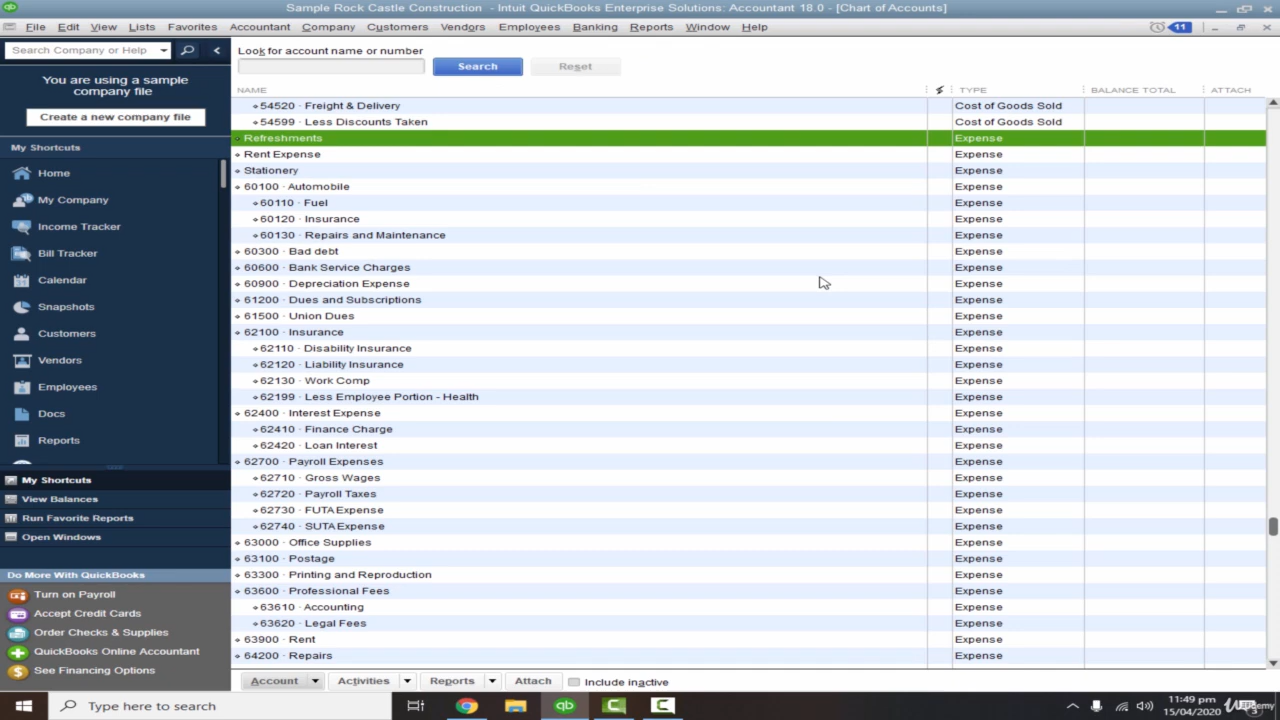 Sample Rock Castle Construction - Intuit QuickBooks Enterprise Solutions: Accountant 18.0 - [Chart of Accounts]
File Edit View Lists Favorites Accountant Company Customers Vendors Employees Banking Reports Window Help
11
Search Company or Help
Look for account name or number
Search
Reset
You are using a sample
company file
Create a new company file
My Shortcuts
Home
My Company
Income Tracker
Bill Tracker
Calendar
Snapshots
Customers
Vendors
Employees
Docs
Reports
My Shortcuts
View Balances
Run Favorite Reports
Open Windows
Do More With QuickBooks
Turn on Payroll
Accept Credit Cards
Order Checks & Supplies
QuickBooks Online Accountant
See Financing Options
NAME TYPE BALANCE TOTAL ATTACH
54520 · Freight & Delivery Cost of Goods Sold
54599 · Less Discounts Taken Cost of Goods Sold
Refreshments Expense
Rent Expense Expense
Stationery Expense
60100 · Automobile Expense
60110 · Fuel Expense
60120 · Insurance Expense
60130 · Repairs and Maintenance Expense
60300 · Bad debt Expense
60600 · Bank Service Charges Expense
60900 · Depreciation Expense Expense
61200 · Dues and Subscriptions Expense
61500 · Union Dues Expense
62100 · Insurance Expense
62110 · Disability Insurance Expense
62120 · Liability Insurance Expense
62130 · Work Comp Expense
62199 · Less Employee Portion - Health Expense
62400 · Interest Expense Expense
62410 · Finance Charge Expense
62420 · Loan Interest Expense
62700 · Payroll Expenses Expense
62710 · Gross Wages Expense
62720 · Payroll Taxes Expense
62730 · FUTA Expense Expense
62740 · SUTA Expense Expense
63000 · Office Supplies Expense
63100 · Postage Expense
63300 · Printing and Reproduction Expense
63600 · Professional Fees Expense
63610 · Accounting Expense
63620 · Legal Fees Expense
63900 · Rent Expense
64200 · Repairs Expense
Account Activities Reports Attach Include inactive
Type here to search
qb
11:49 pm
15/04/2020